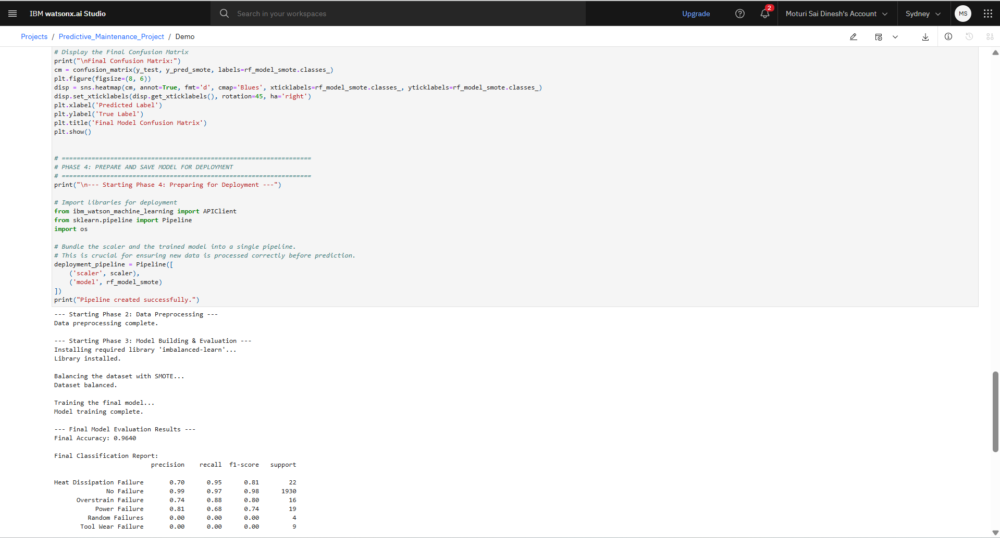 IBM watsonx.ai Studio
Search in your workspaces
Upgrade
2
Moturi Sai Dinesh's Account
Sydney
MS
Projects / Predictive_Maintenance_Project / Demo
# Display the Final Confusion Matrix
print("\nFinal Confusion Matrix:")
cm = confusion_matrix(y_test, y_pred_smote, labels=rf_model_smote.classes_)
plt.figure(figsize=(8, 6))
disp = sns.heatmap(cm, annot=True, fmt='d', cmap='Blues', xticklabels=rf_model_smote.classes_, yticklabels=rf_model_smote.classes_)
disp.set_xticklabels(disp.get_xticklabels(), rotation=45, ha='right')
plt.xlabel('Predicted Label')
plt.ylabel('True Label')
plt.title('Final Model Confusion Matrix')
plt.show()
# ===================================================================
# PHASE 4: PREPARE AND SAVE MODEL FOR DEPLOYMENT
# ===================================================================
print("\n--- Starting Phase 4: Preparing for Deployment ---")
# Import libraries for deployment
from ibm_watson_machine_learning import APIClient
from sklearn.pipeline import Pipeline
import os
# Bundle the scaler and the trained model into a single pipeline.
# This is crucial for ensuring new data is processed correctly before prediction.
deployment_pipeline = Pipeline([
    ('scaler', scaler),
    ('model', rf_model_smote)
])
print("Pipeline created successfully.")
--- Starting Phase 2: Data Preprocessing ---
Data preprocessing complete.
--- Starting Phase 3: Model Building & Evaluation ---
Installing required library 'imbalanced-learn'...
Library installed.
Balancing the dataset with SMOTE...
Dataset balanced.
Training the final model...
Model training complete.
--- Final Model Evaluation Results ---
Final Accuracy: 0.9640
Final Classification Report:
precision recall f1-score support
Heat Dissipation Failure 0.70 0.95 0.81 22
No Failure 0.99 0.97 0.98 1930
Overstrain Failure 0.74 0.88 0.80 16
Power Failure 0.81 0.68 0.74 19
Random Failures 0.00 0.00 0.00 4
Tool Wear Failure 0.00 0.00 0.00 9